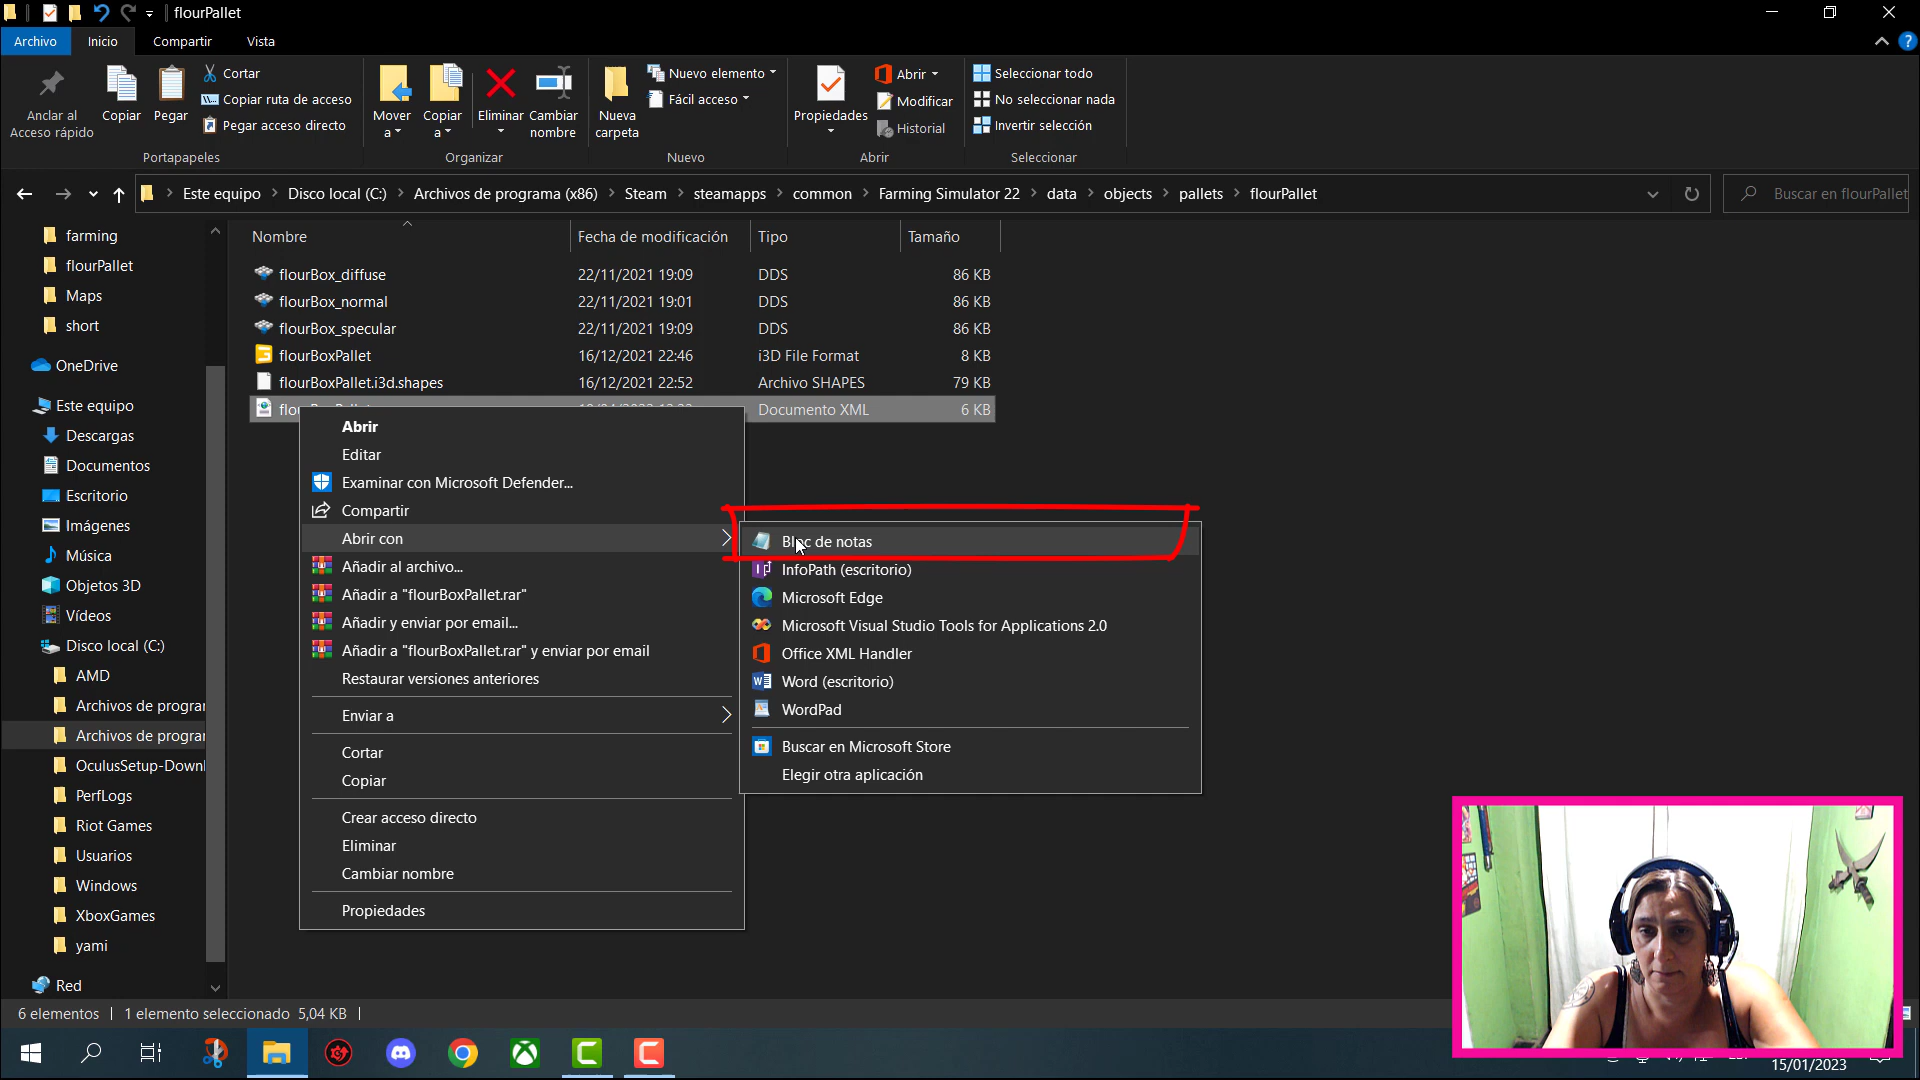 flourPallet
Archivo Inicio Compartir Vista
Anclar al
Acceso rápido
Copiar
Pegar
Cortar
Copiar ruta de acceso
Pegar acceso directo
Portapapeles
Mover
a
Copiar
a
Eliminar
Cambiar
nombre
Organizar
Nueva
carpeta
Nuevo elemento
Fácil acceso
Nuevo
Propiedades
Abrir
Modificar
Historial
Abrir
Seleccionar todo
No seleccionar nada
Invertir selección
Seleccionar
Este equipo Disco local (C:) Archivos de programa (x86) Steam steamapps common Farming Simulator 22 data objects pallets flourPallet
Buscar en flourPallet
farming
flourPallet
Maps
short
OneDrive
Este equipo
Descargas
Documentos
Escritorio
Imágenes
Música
Objetos 3D
Vídeos
Disco local (C:)
AMD
Archivos de prograr
Archivos de prograr
OculusSetup-Downl
PerfLogs
Riot Games
Usuarios
Windows
XboxGames
yami
Red
Nombre Fecha de modificación Tipo Tamaño
flourBox_diffuse 22/11/2021 19:09 DDS 86 KB
flourBox_normal 22/11/2021 19:01 DDS 86 KB
flourBox_specular 22/11/2021 19:09 DDS 86 KB
flourBoxPallet 16/12/2021 22:46 i3D File Format 8 KB
flourBoxPallet.i3d.shapes 16/12/2021 22:52 Archivo SHAPES 79 KB
Documento XML 6 KB
Abrir
Editar
Examinar con Microsoft Defender...
Compartir
Abrir con
Añadir al archivo...
Añadir a "flourBoxPallet.rar"
Añadir y enviar por email...
Añadir a "flourBoxPallet.rar" y enviar por email
Restaurar versiones anteriores
Enviar a
Cortar
Copiar
Crear acceso directo
Eliminar
Cambiar nombre
Propiedades
Bloc de notas
InfoPath (escritorio)
Microsoft Edge
Microsoft Visual Studio Tools for Applications 2.0
Office XML Handler
Word (escritorio)
WordPad
Buscar en Microsoft Store
Elegir otra aplicación
6 elementos 1 elemento seleccionado 5,04 KB
15/01/2023